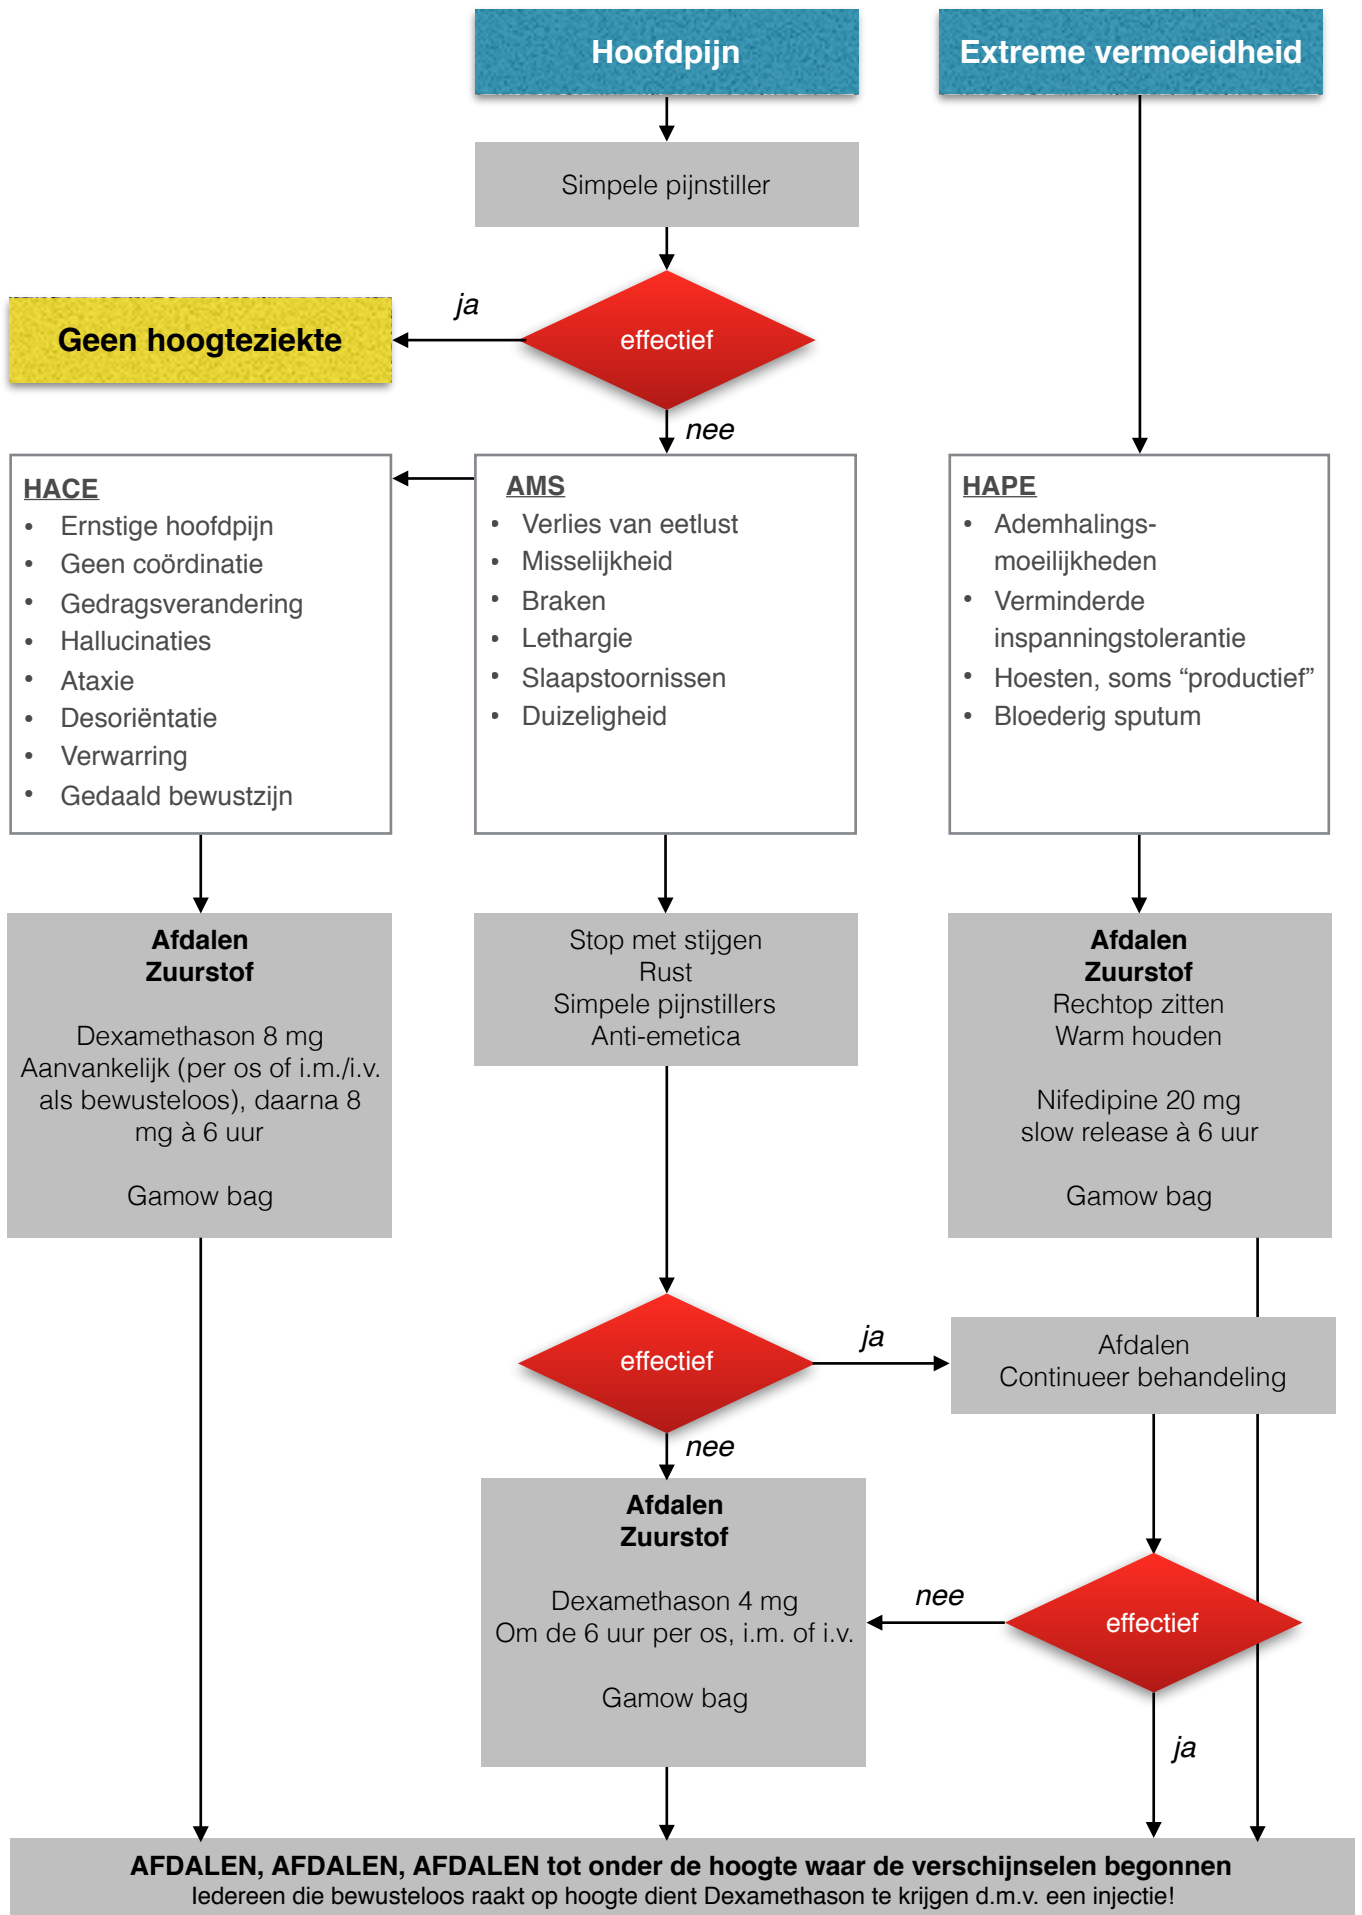 Hoofdpijn
Extreme vermoeidheid
Simpele pijnstiller
ja
Geen hoogteziekte
effectief
nee
HACE
• Ernstige hoofdpijn
• Geen coördinatie
• Gedragsverandering
• Hallucinaties
• Ataxie
• Desoriëntatie
• Verwarring
• Gedaald bewustzijn
AMS
• Verlies van eetlust
• Misselijkheid
• Braken
• Lethargie
• Slaapstoornissen
• Duizeligheid
HAPE
• Ademhalings-
moeilijkheden
• Verminderde
inspanningstolerantie
• Hoesten, soms “productief”
• Bloederig sputum
Afdalen
Zuurstof
Dexamethason 8 mg
Aanvankelijk (per os of i.m./i.v.
als bewusteloos), daarna 8
mg à 6 uur
Gamow bag
Stop met stijgen
Rust
Simpele pijnstillers
Anti-emetica
Afdalen
Zuurstof
Rechtop zitten
Warm houden
Nifedipine 20 mg
slow release à 6 uur
Gamow bag
effectief
ja
Afdalen
Continueer behandeling
nee
Afdalen
Zuurstof
Dexamethason 4 mg
Om de 6 uur per os, i.m. of i.v.
Gamow bag
nee
effectief
ja
AFDALEN, AFDALEN, AFDALEN tot onder de hoogte waar de verschijnselen begonnen
Iedereen die bewusteloos raakt op hoogte dient Dexamethason te krijgen d.m.v. een injectie!